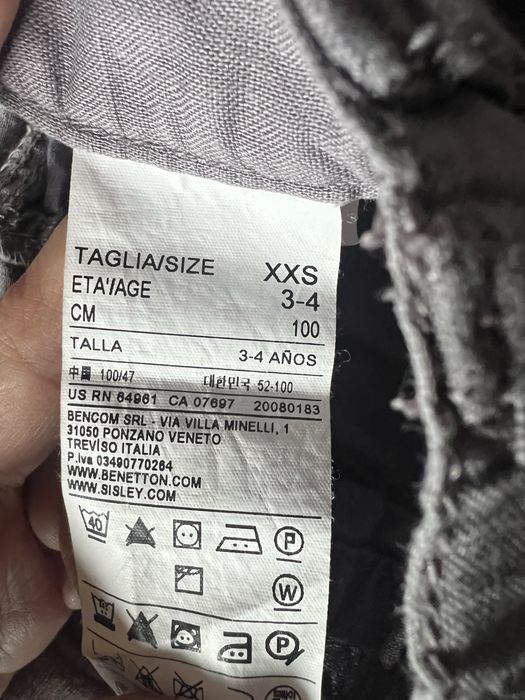 TAGLIA/SIZE XXS
ETA'/AGE 3-4
CM 100
TALLA 3-4 AÑOS
中國 100/47 대한민국 52-100
US RN 64961 CA 07697 20080183
BENCOM SRL - VIA VILLA MINELLI, 1
31050 PONZANO VENETO
TREVISO ITALIA
P.iva 03490770264
WWW.BENETTON.COM
WWW.SISLEY.COM
40 P
W
P